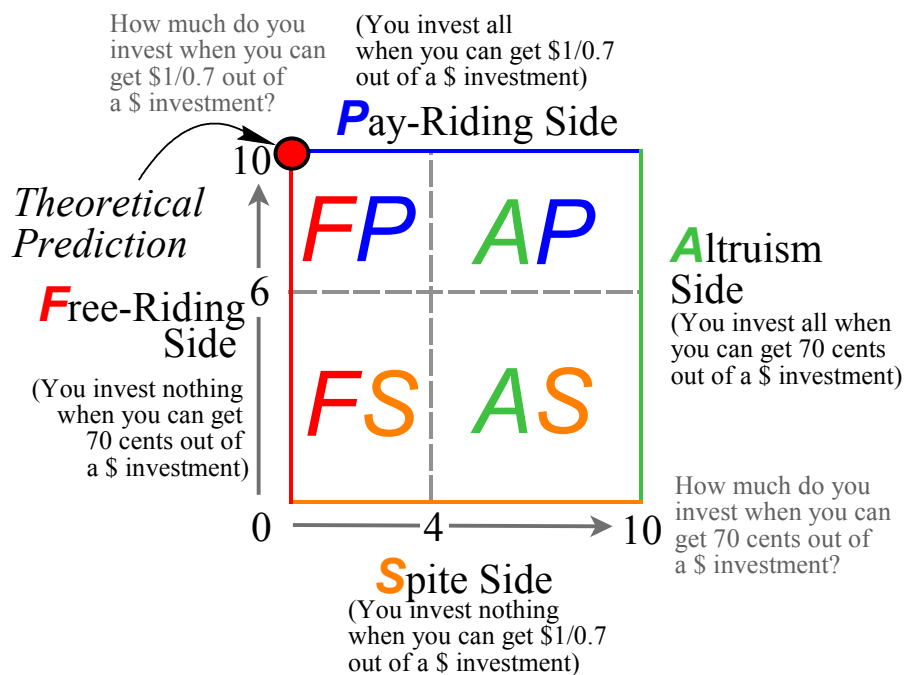 How much do you
invest when you can
get $1/0.7 out of
a $ investment?
(You invest all
when you can get $1/0.7
out of a $ investment)
Pay-Riding Side
10
Theoretical
Prediction
FP
AP
Altruism
Side
(You invest all when
you can get 70 cents
out of a $ investment)
6
Free-Riding
Side
(You invest nothing
when you can get
70 cents out of
a $ investment)
FS
AS
How much do you
invest when you can
get 70 cents out of
a $ investment?
0
4
10
Spite Side
(You invest nothing
when you can get $1/0.7
out of a $ investment)